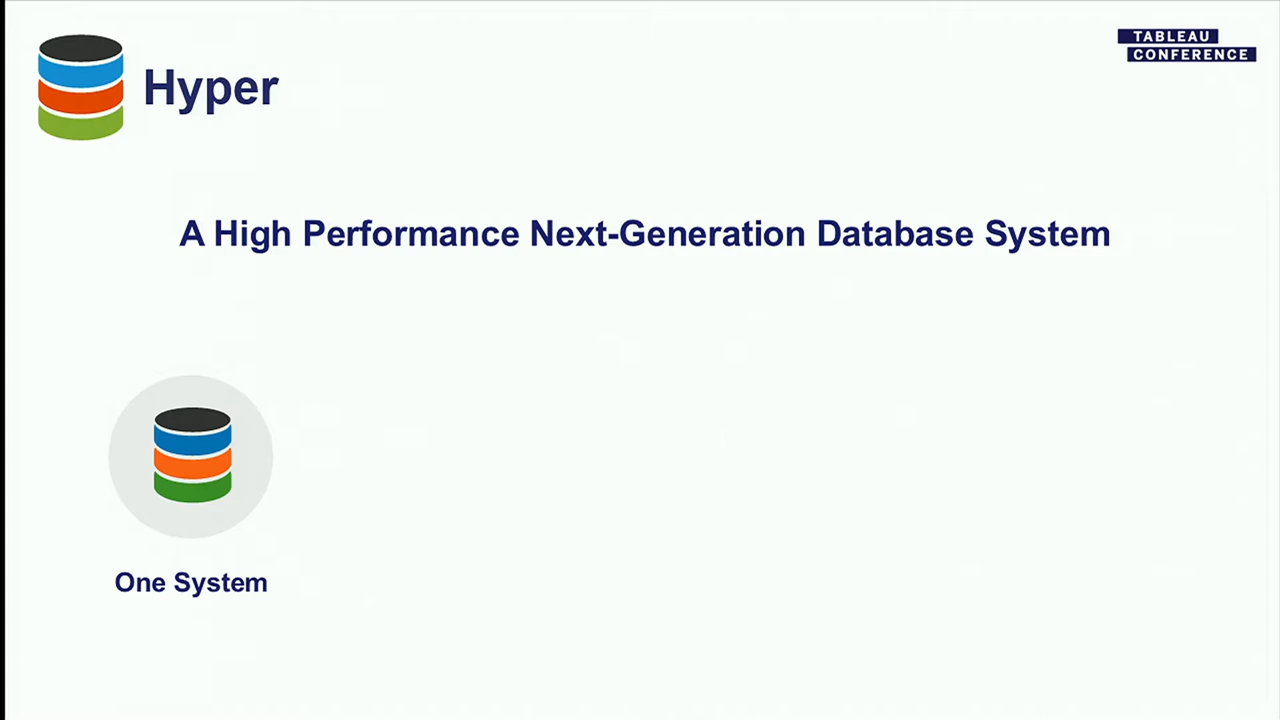 Hyper
TABLEAU
CONFERENCE
A High Performance Next-Generation Database System
One System